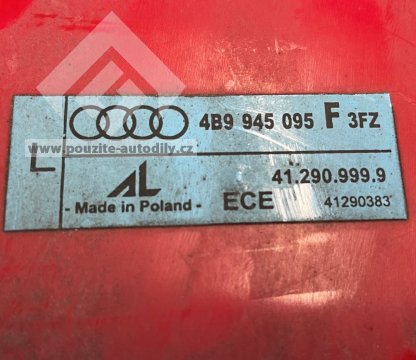 4B9 945 095 F 3FZ
www.pouzite-autodily.cz
L
AL
41.290.999.9
- Made in Poland -
ECE
41290383